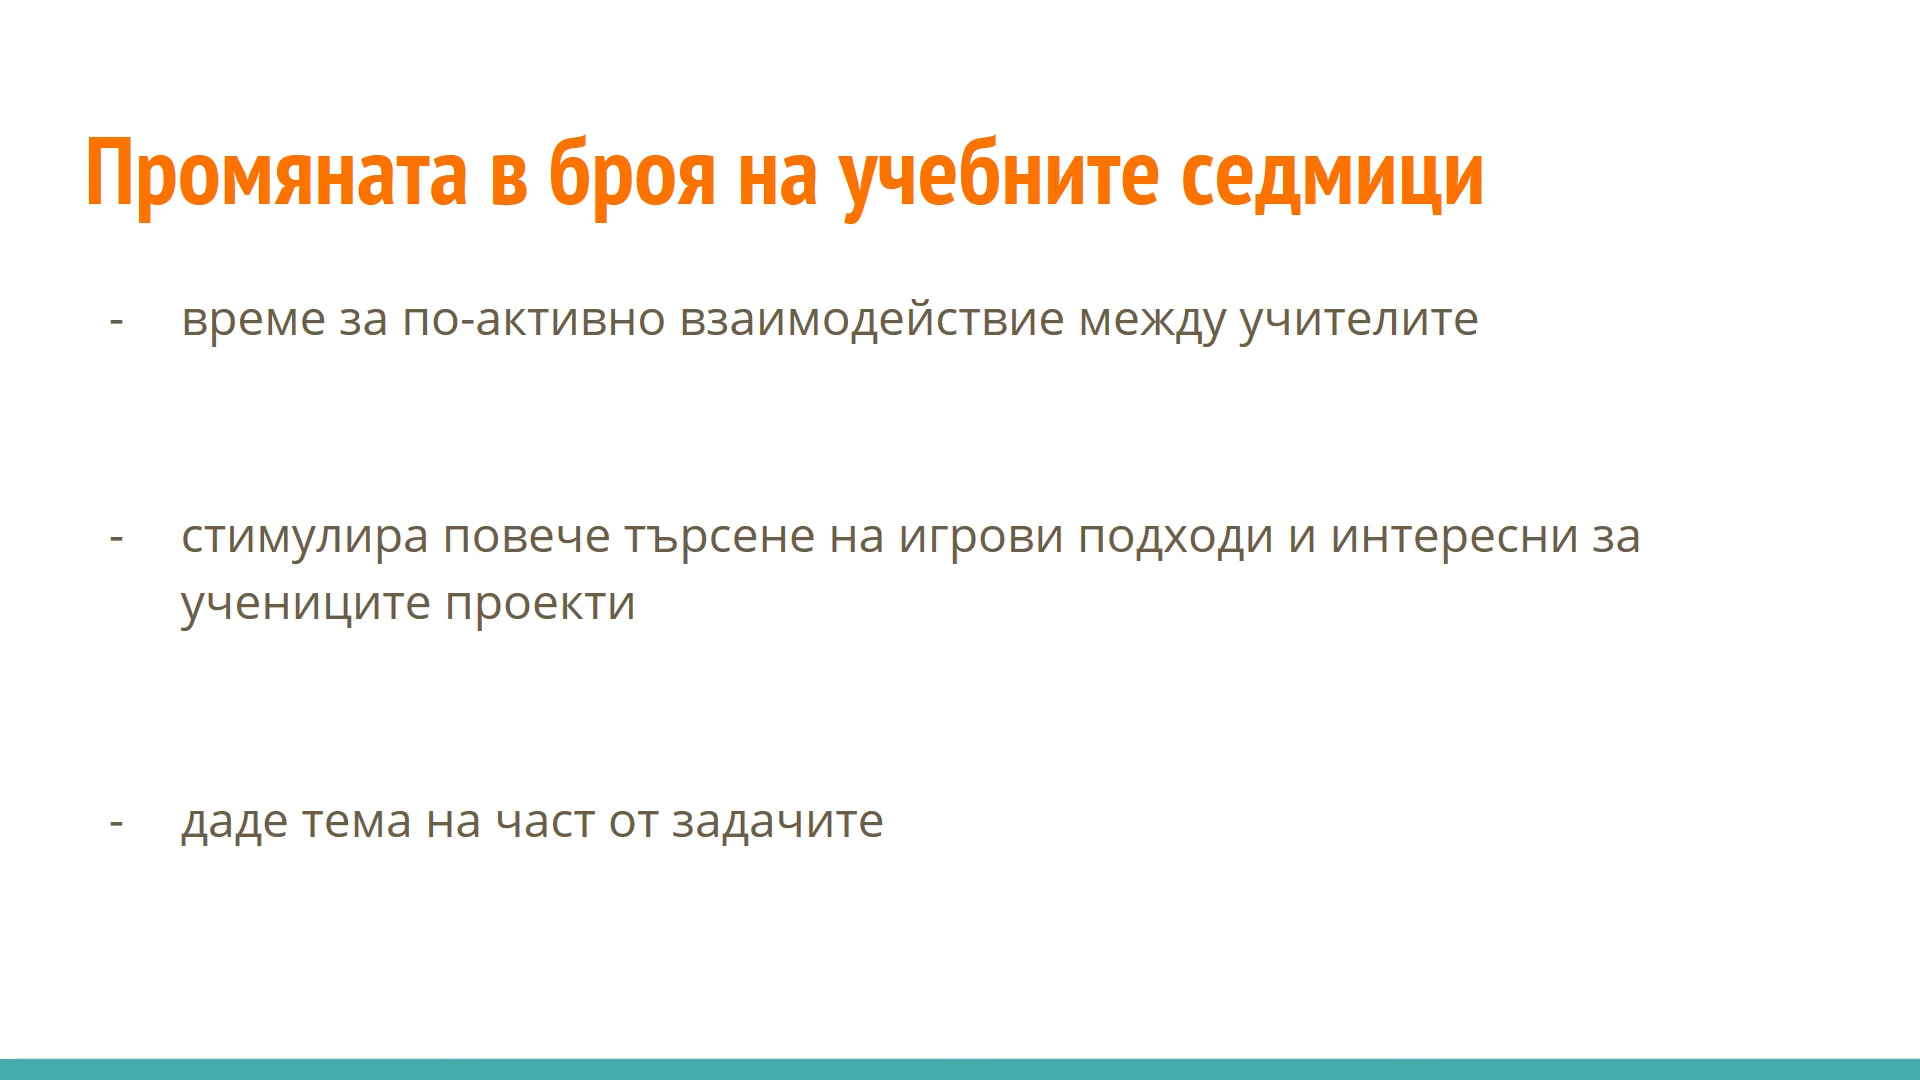 Промяната в броя на учебните седмици
- време за по-активно взаимодействие между учителите
- стимулира повече търсене на игрови подходи и интересни за
учениците проекти
- даде тема на част от задачите